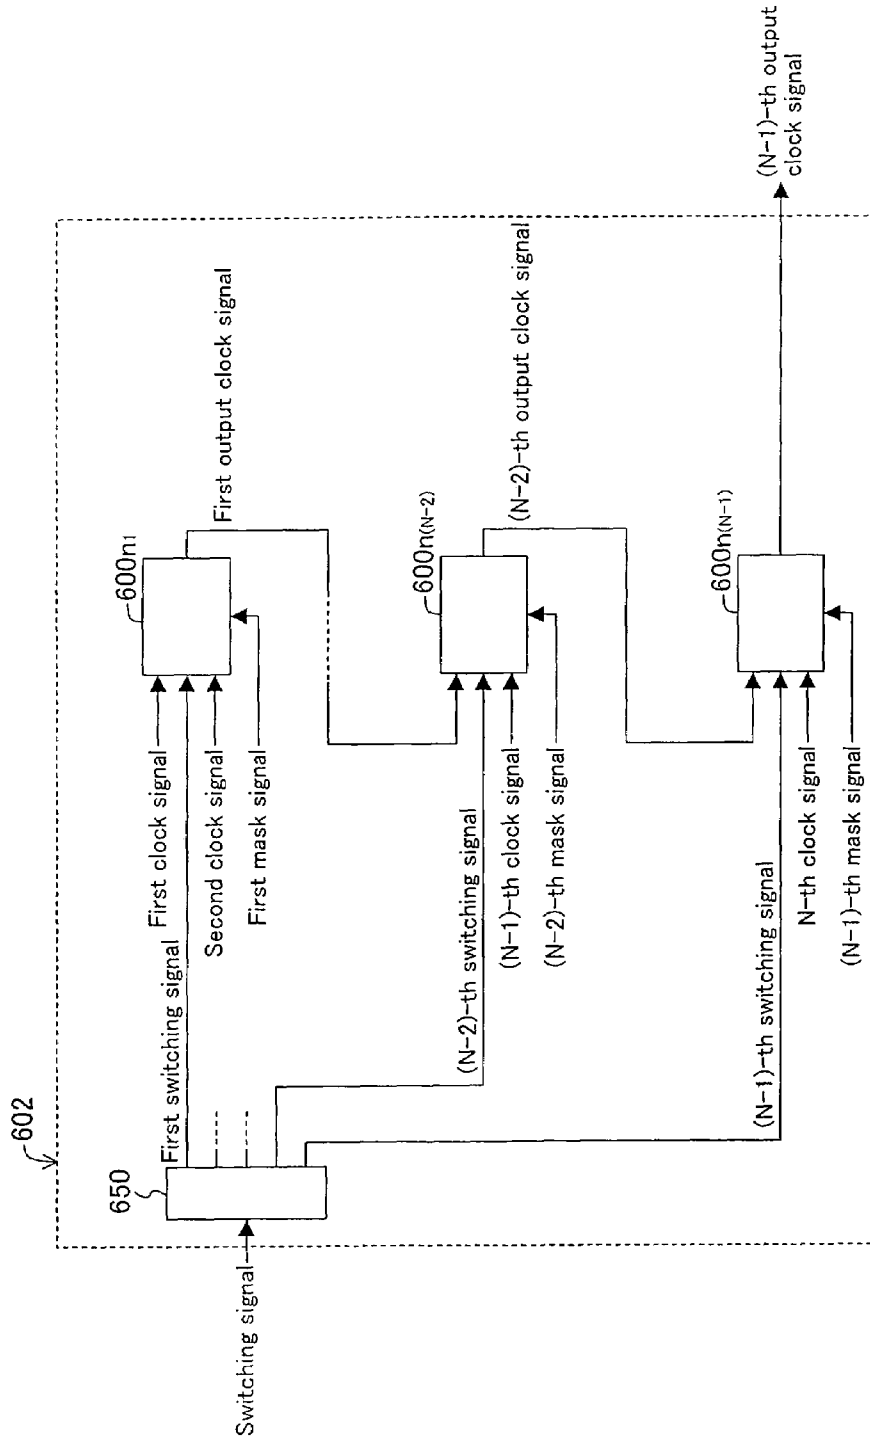 602
Switching signal
650
First switching signal
First clock signal
Second clock signal
First mask signal
600n1
First output clock signal
(N-2)-th switching signal
(N-1)-th clock signal
(N-2)-th mask signal
600n(N-2)
(N-2)-th output clock signal
(N-1)-th switching signal
N-th clock signal
(N-1)-th mask signal
600n(N-1)
(N-1)-th output
clock signal